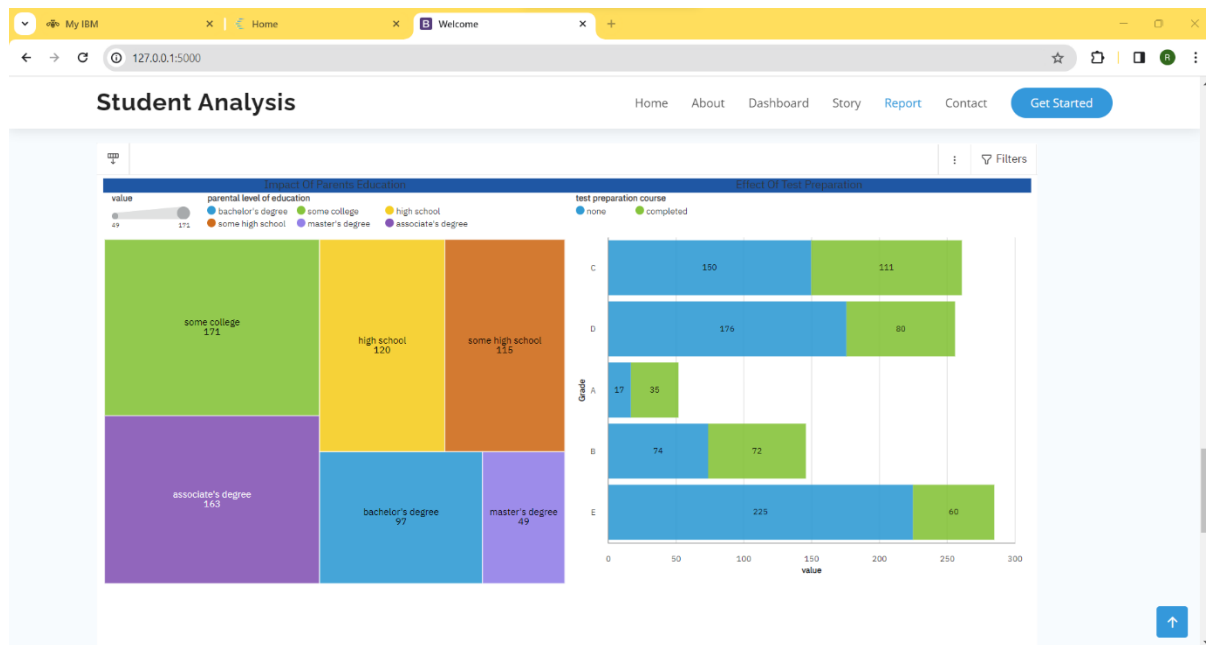 My IBM
Home
Welcome
127.0.0.1:5000
R
Student Analysis
Home About Dashboard Story Report Contact Get Started
Filters
Impact Of Parents Education
value
49 171
parental level of education
bachelor's degree some college high school
some high school master's degree associate's degree
some college
171
high school
120
some high school
115
associate's degree
163
bachelor's degree
97
master's degree
49
Effect Of Test Preparation
test preparation course
none completed
Grade
C 150 111
D 176 80
A 17 35
B 74 72
E 225 60
0 50 100 150 200 250 300
value